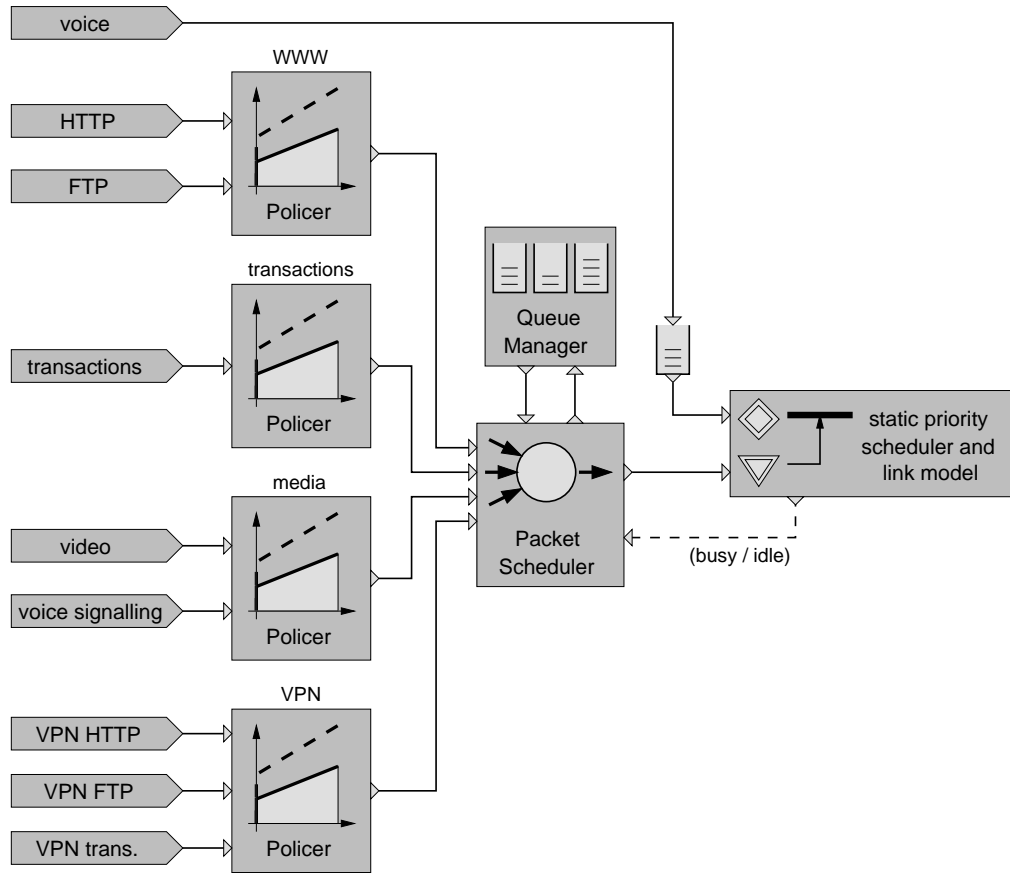 voice
WWW
HTTP
FTP
Policer
transactions
transactions
Policer
Queue
Manager
static priority
scheduler and
link model
media
video
voice signalling
Policer
Packet
Scheduler
(busy / idle)
VPN
VPN HTTP
VPN FTP
VPN trans.
Policer